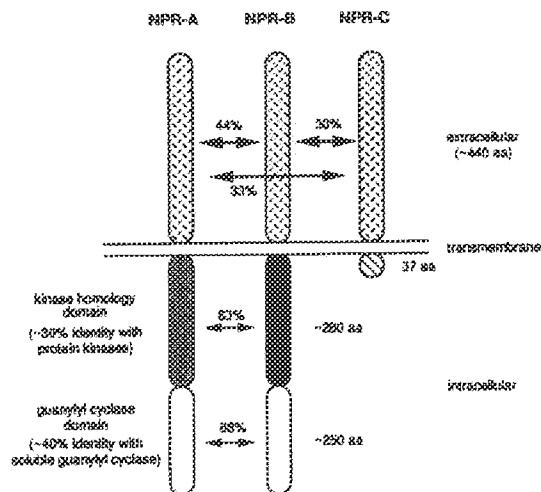 NPR-A NPR-B NPR-C
44% 30%
33%
extracellular
(~440 aa)
transmembrane
37 aa
kinase homology
domain
(~30% identity with
protein kinases)
63%
~280 aa
intracellular
guanylyl cyclase
domain
(~40% identity with
soluble guanylyl cyclase)
88%
~250 aa